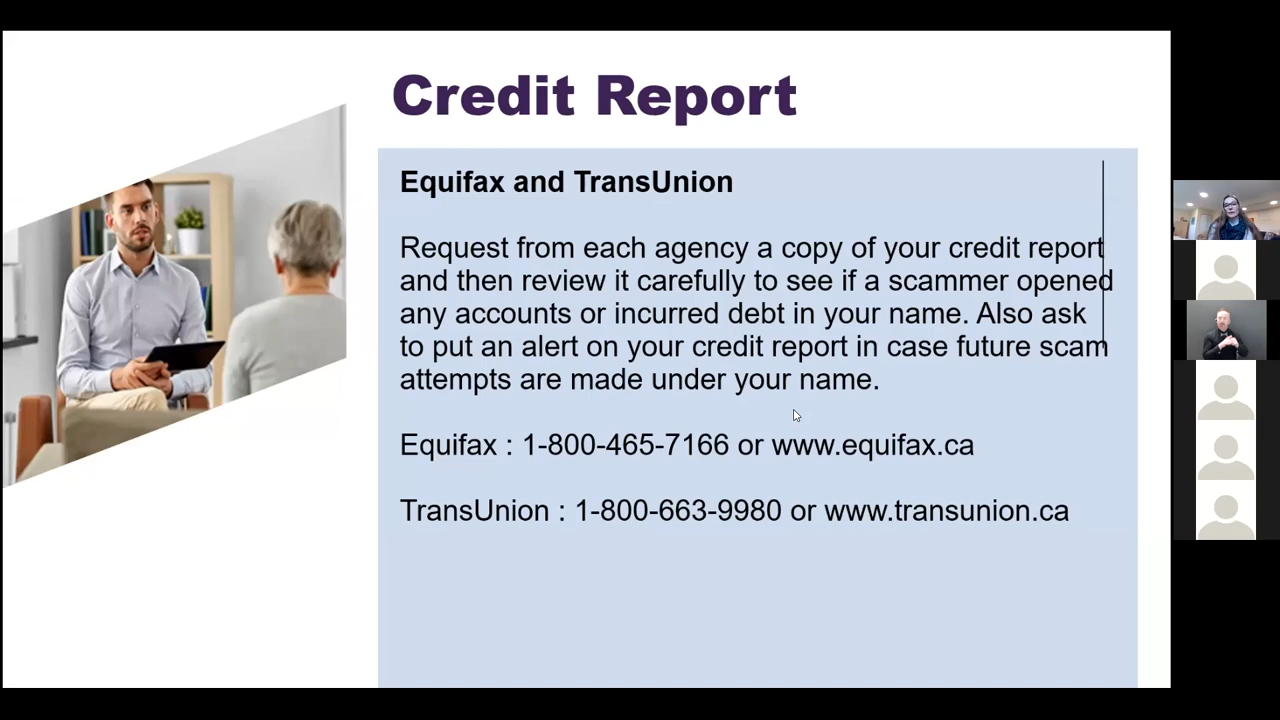 Credit Report
Equifax and TransUnion
Request from each agency a copy of your credit report
and then review it carefully to see if a scammer opened
any accounts or incurred debt in your name. Also ask
to put an alert on your credit report in case future scam
attempts are made under your name.
Equifax : 1-800-465-7166 or www.equifax.ca
TransUnion : 1-800-663-9980 or www.transunion.ca